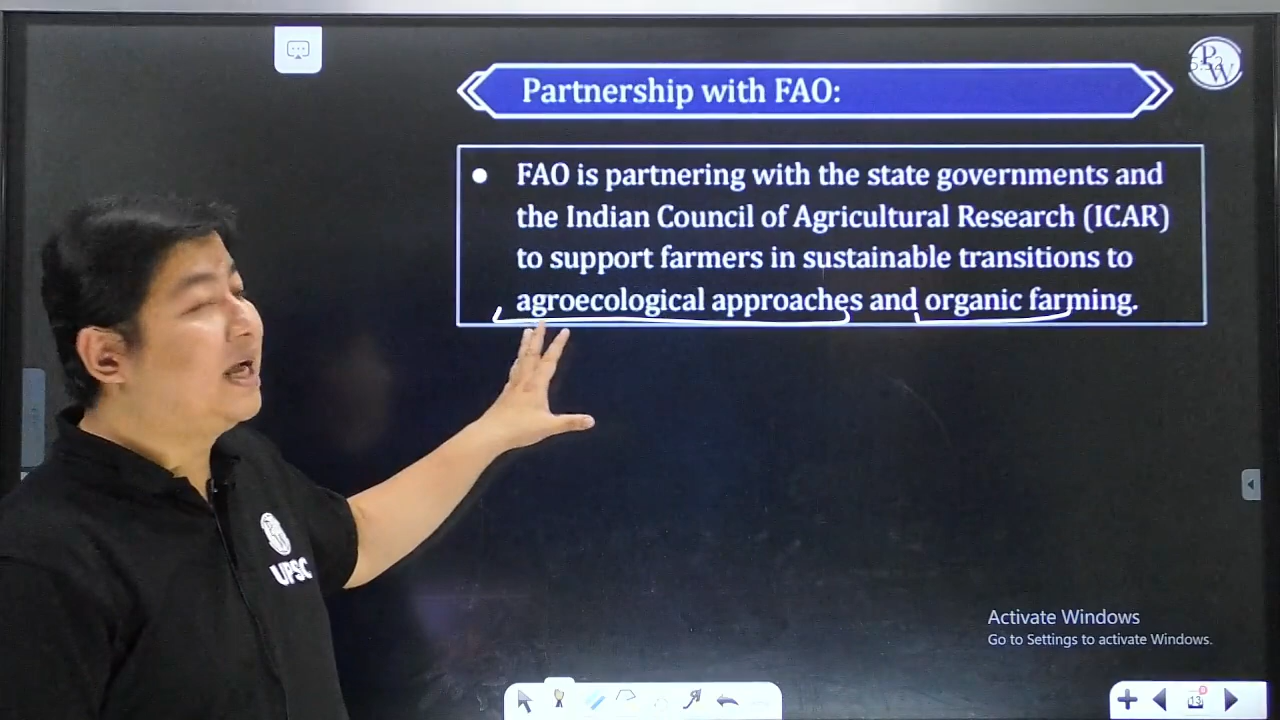 Partnership with FAO:
PW
FAO is partnering with the state governments and
the Indian Council of Agricultural Research (ICAR)
to support farmers in sustainable transitions to
agroecological approaches and organic farming.
UPSC
Activate Windows
Go to Settings to activate Windows.
13